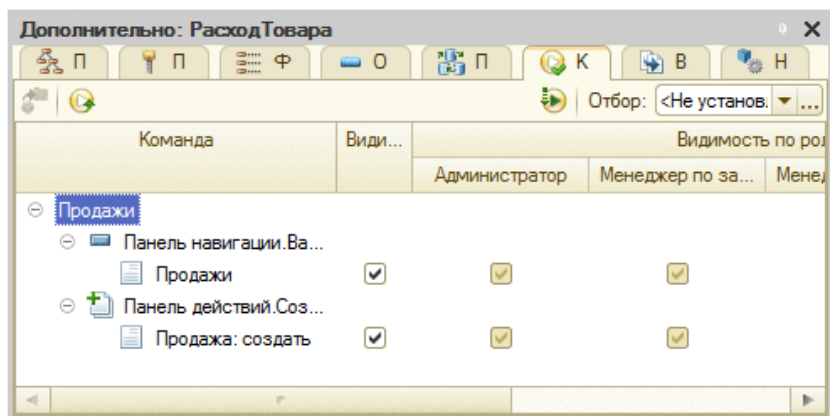 Дополнительно: РасходТовара
П П Ф О П К В Н
Отбор: <Не установ. ...
Команда Види... Видимость по рол
Администратор Менеджер по за... Менед
Продажи
Панель навигации.Ва...
Продажи
Панель действий.Соз...
Продажа: создать